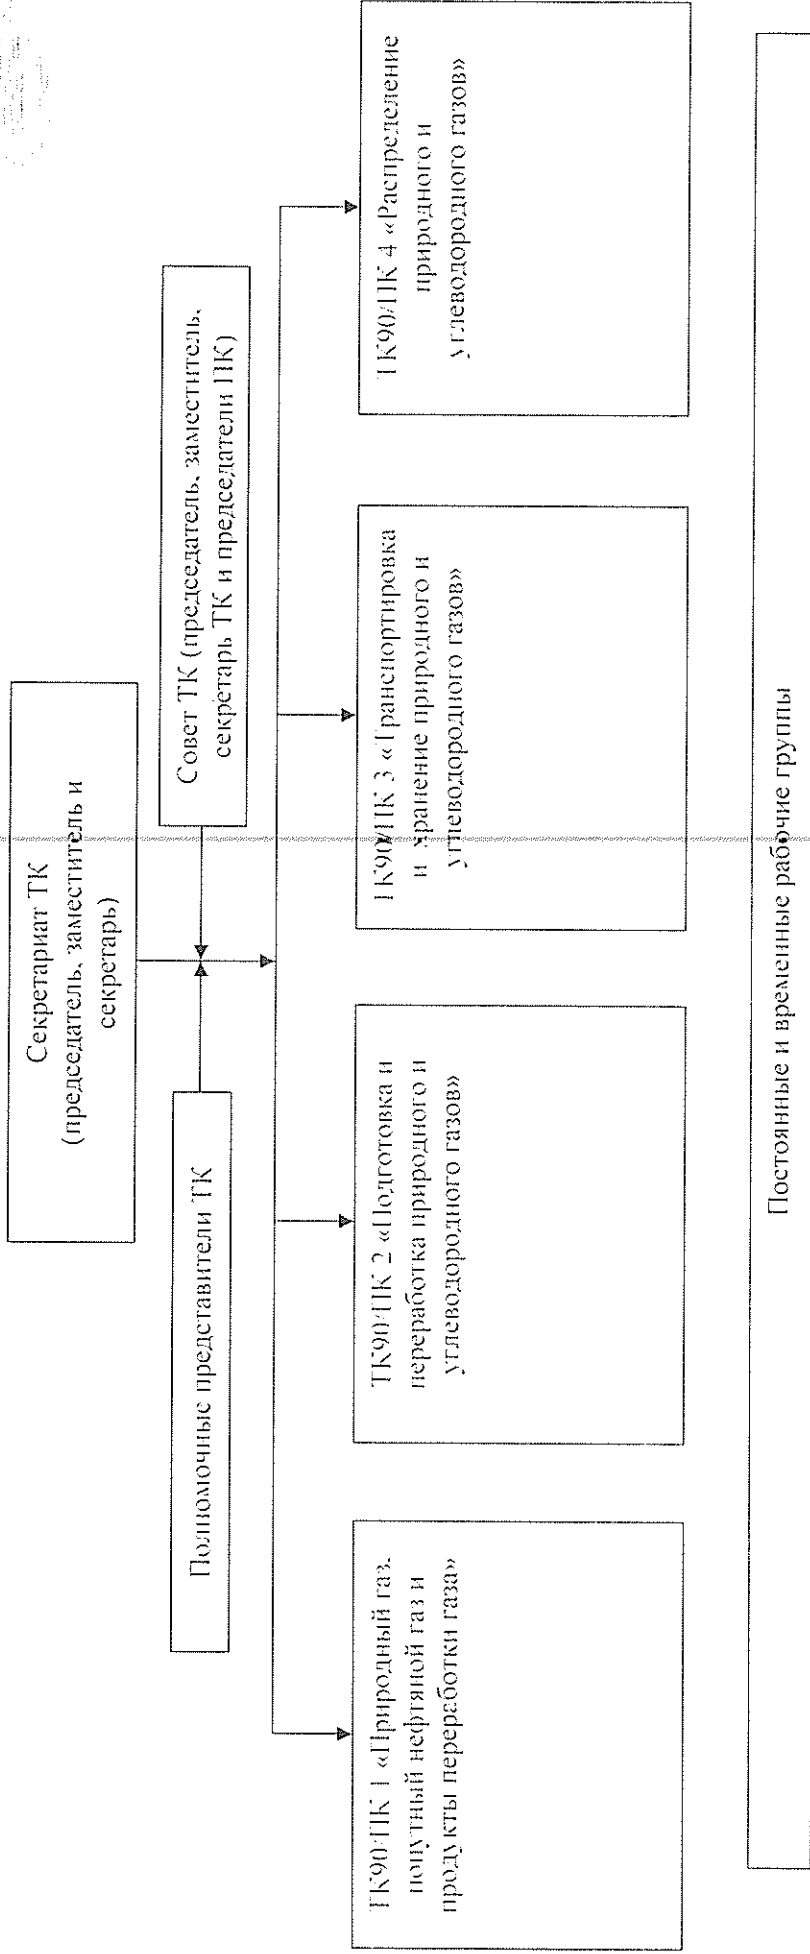 Секретариат ТК
(председатель, заместитель и
секретарь)
Полномочные представители ТК
Совет ТК (председатель, заместитель,
секретарь ТК и председатели ПК)
ТК90/ПК 1 «Природный газ,
попутный нефтяной газ и
продукты переработки газа»
ТК90/ПК 2 «Подготовка и
переработка природного и
углеводородного газов»
ТК90/ПК 3 «Транспортировка
и хранение природного и
углеводородного газов»
ТК90/ПК 4 «Распределение
природного и
углеводородного газов»
Постоянные и временные рабочие группы